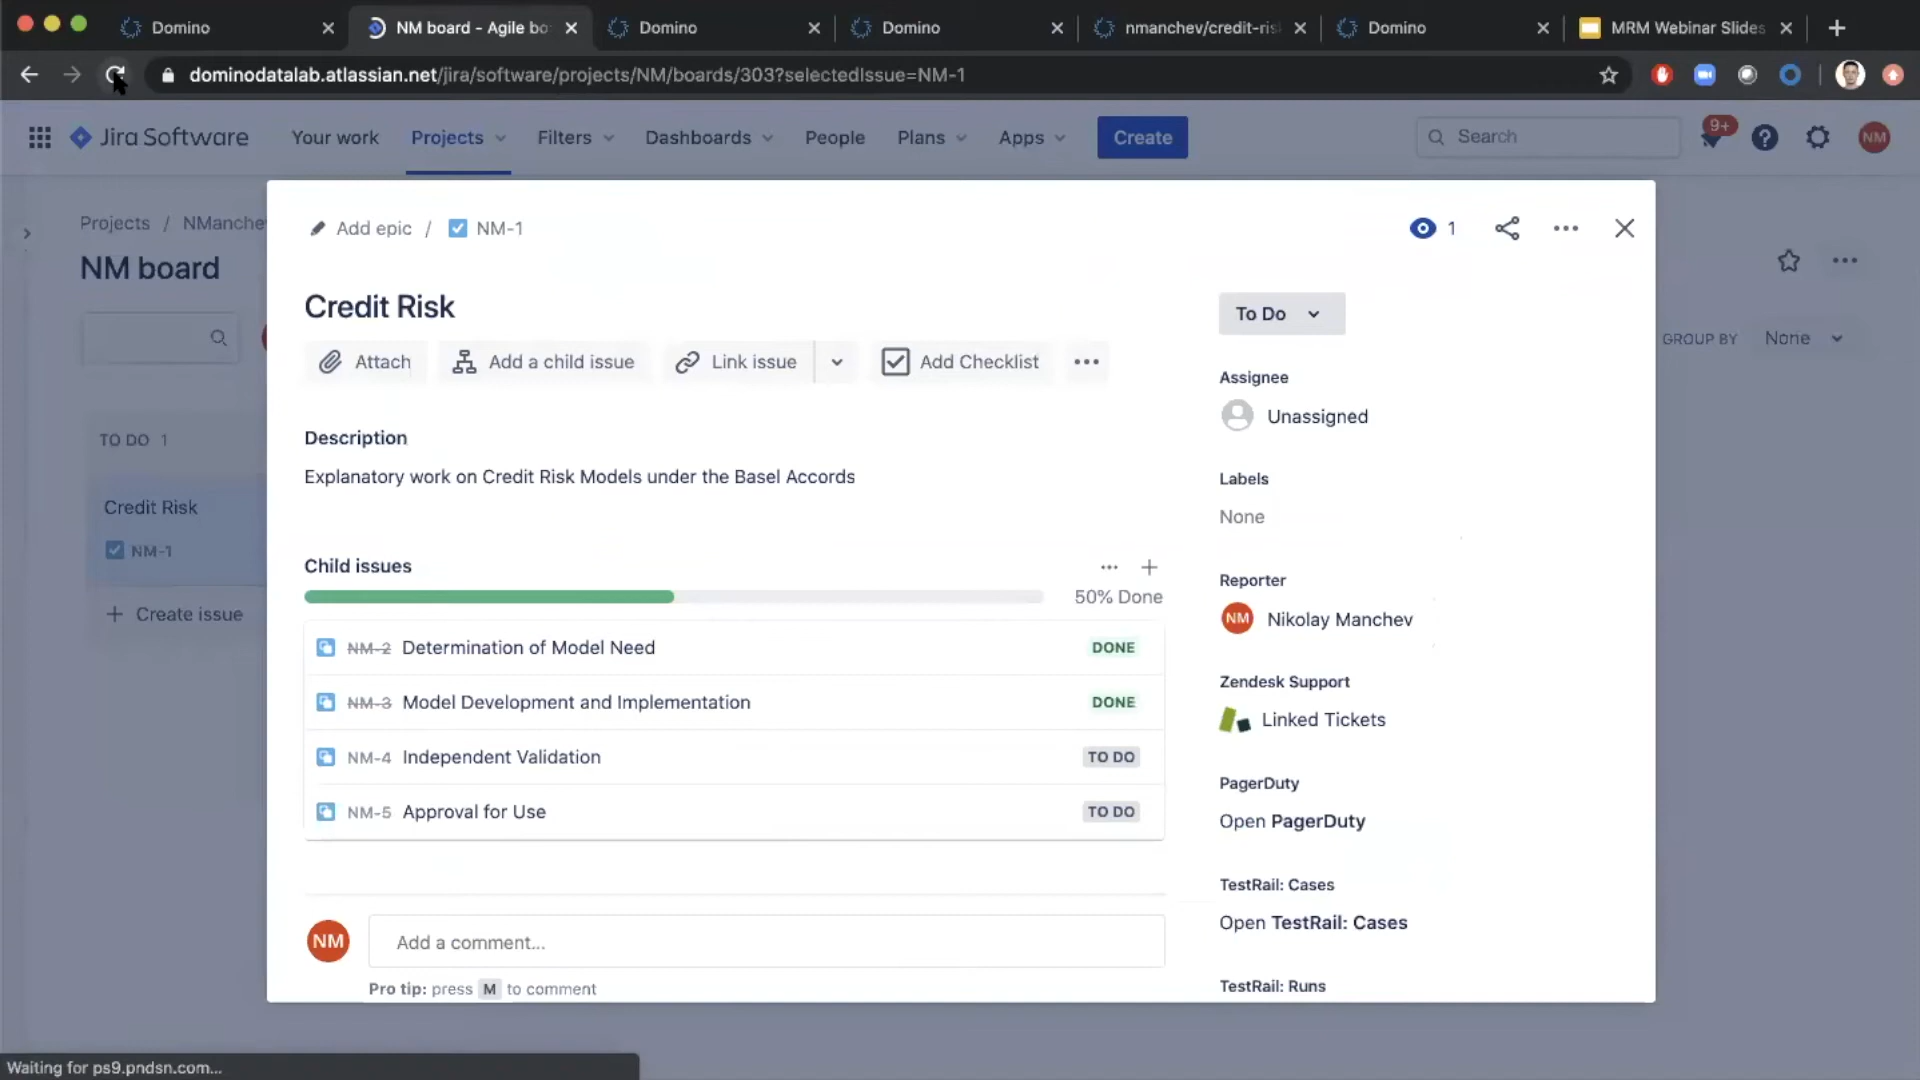 Domino
NM board - Agile bo
Domino
Domino
nmanchev/credit-ris
Domino
MRM Webinar Slides
dominodatalab.atlassian.net/jira/software/projects/NM/boards/303?selectedIssue=NM-1
Jira Software
Your work
Projects
Filters
Dashboards
People
Plans
Apps
Create
Search
9+
NM
Projects / NManchev
NM board
GROUP BY
None
TO DO 1
Credit Risk
NM-1
+ Create issue
Add epic / NM-1
1
Credit Risk
Attach
Add a child issue
Link issue
Add Checklist
Description
Explanatory work on Credit Risk Models under the Basel Accords
Child issues
50% Done
NM-2 Determination of Model Need DONE
NM-3 Model Development and Implementation DONE
NM-4 Independent Validation TO DO
NM-5 Approval for Use TO DO
NM
Add a comment...
Pro tip: press M to comment
To Do
Assignee
Unassigned
Labels
None
Reporter
NM Nikolay Manchev
Zendesk Support
Linked Tickets
PagerDuty
Open PagerDuty
TestRail: Cases
Open TestRail: Cases
TestRail: Runs
Waiting for ps9.pndsn.com...